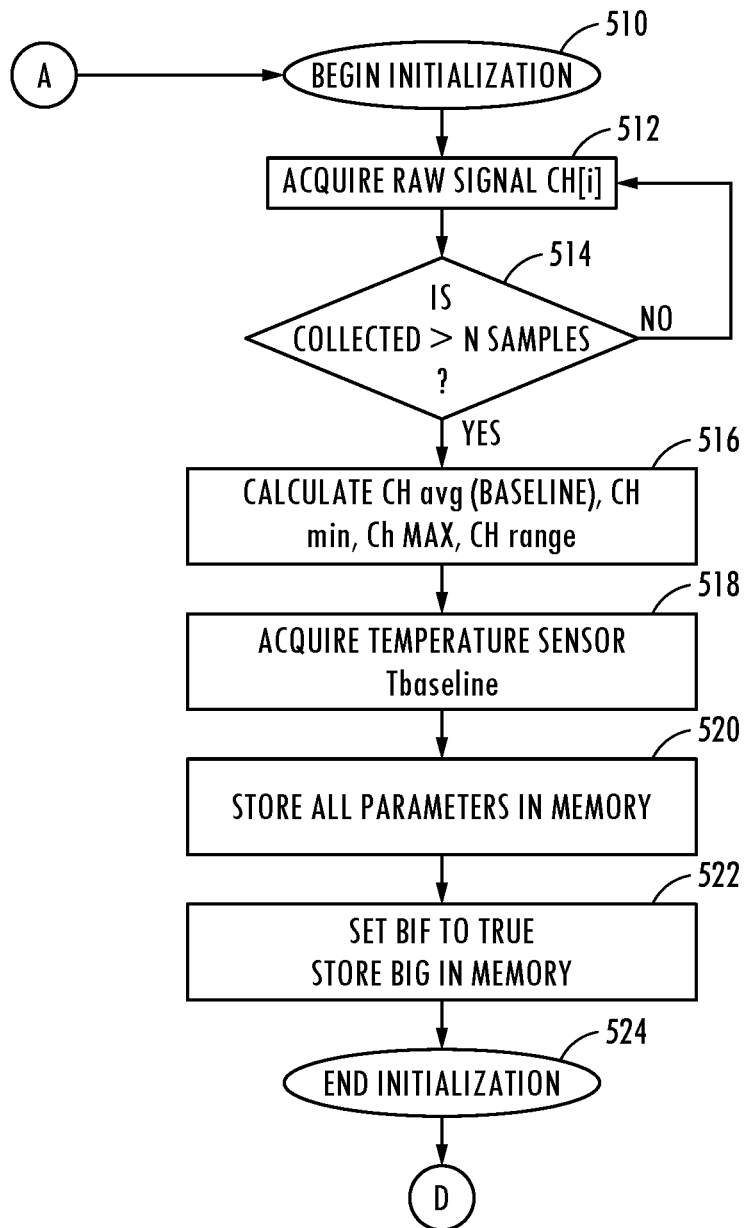 510
A
BEGIN INITIALIZATION
512
ACQUIRE RAW SIGNAL CH[i]
514
IS
COLLECTED > N SAMPLES
?
NO
YES
516
CALCULATE CH avg (BASELINE), CH
min, Ch MAX, CH range
518
ACQUIRE TEMPERATURE SENSOR
Tbaseline
520
STORE ALL PARAMETERS IN MEMORY
522
SET BIF TO TRUE
STORE BIG IN MEMORY
524
END INITIALIZATION
D